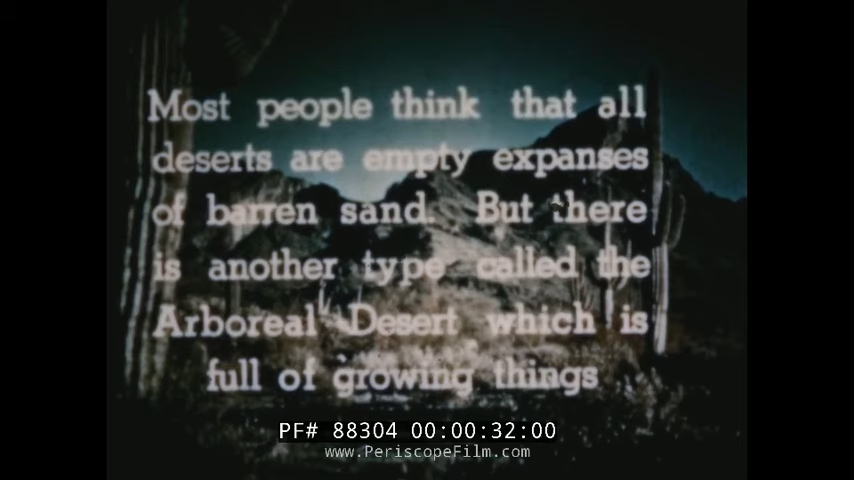 Most people think that all
deserts are empty expanses
of barren sand. But there
is another type called the
Arboreal Desert which is
full of growing things
PF# 88304 00:00:32:00
www.PeriscopeFilm.com